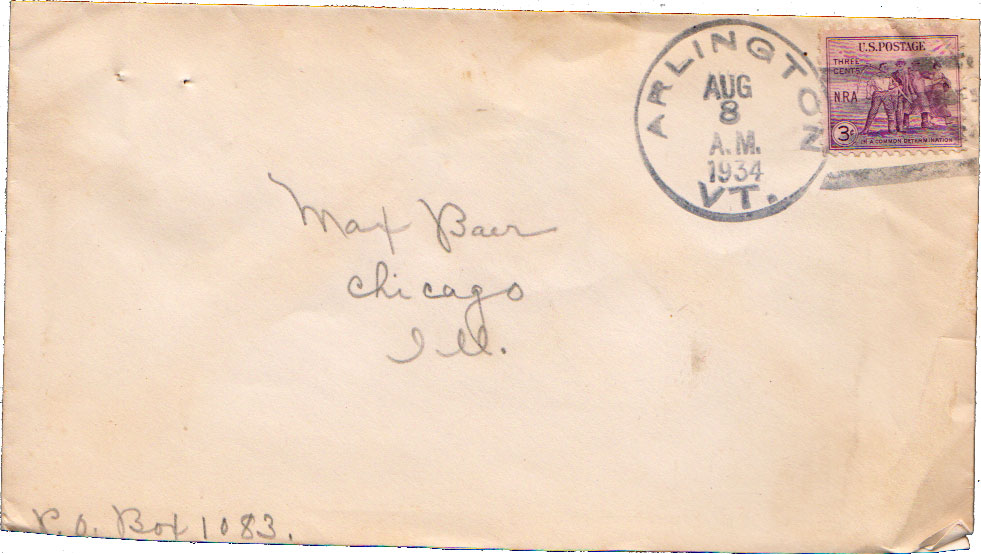 ARLINGTON
AUG
8
A.M.
1934
VT.
U.S. POSTAGE
THREE
CENTS
NRA
3¢
IN A COMMON DETERMINATION
Max Baer
Chicago
Ill.
P.O. Box 1083.